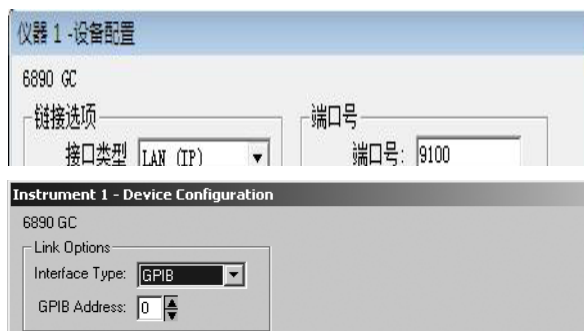 仪器 1 -设备配置
6890 GC
链接选项
端口号
接口类型 LAN (IP)
端口号: 9100
Instrument 1 - Device Configuration
6890 GC
Link Options
Interface Type: GPIB
GPIB Address: 0